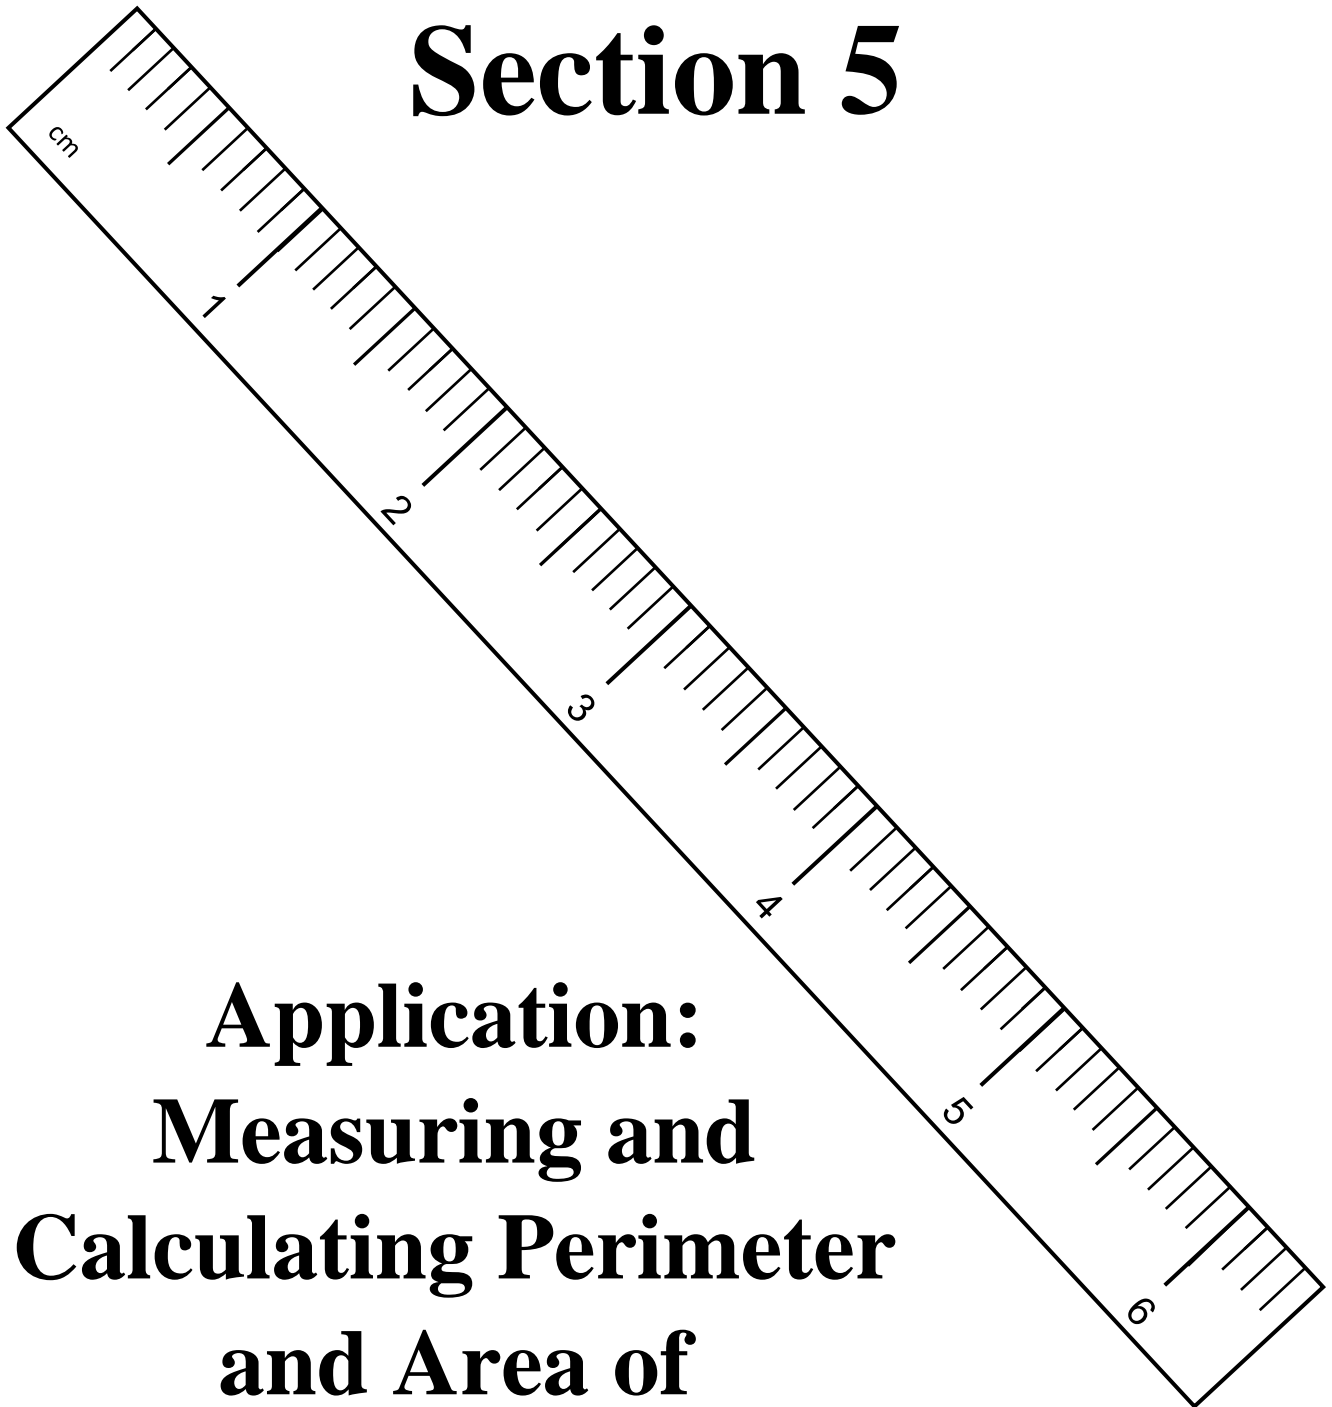 Section 5
cm
1
2
3
4
5
6
Application:
Measuring and
Calculating Perimeter
and Area of